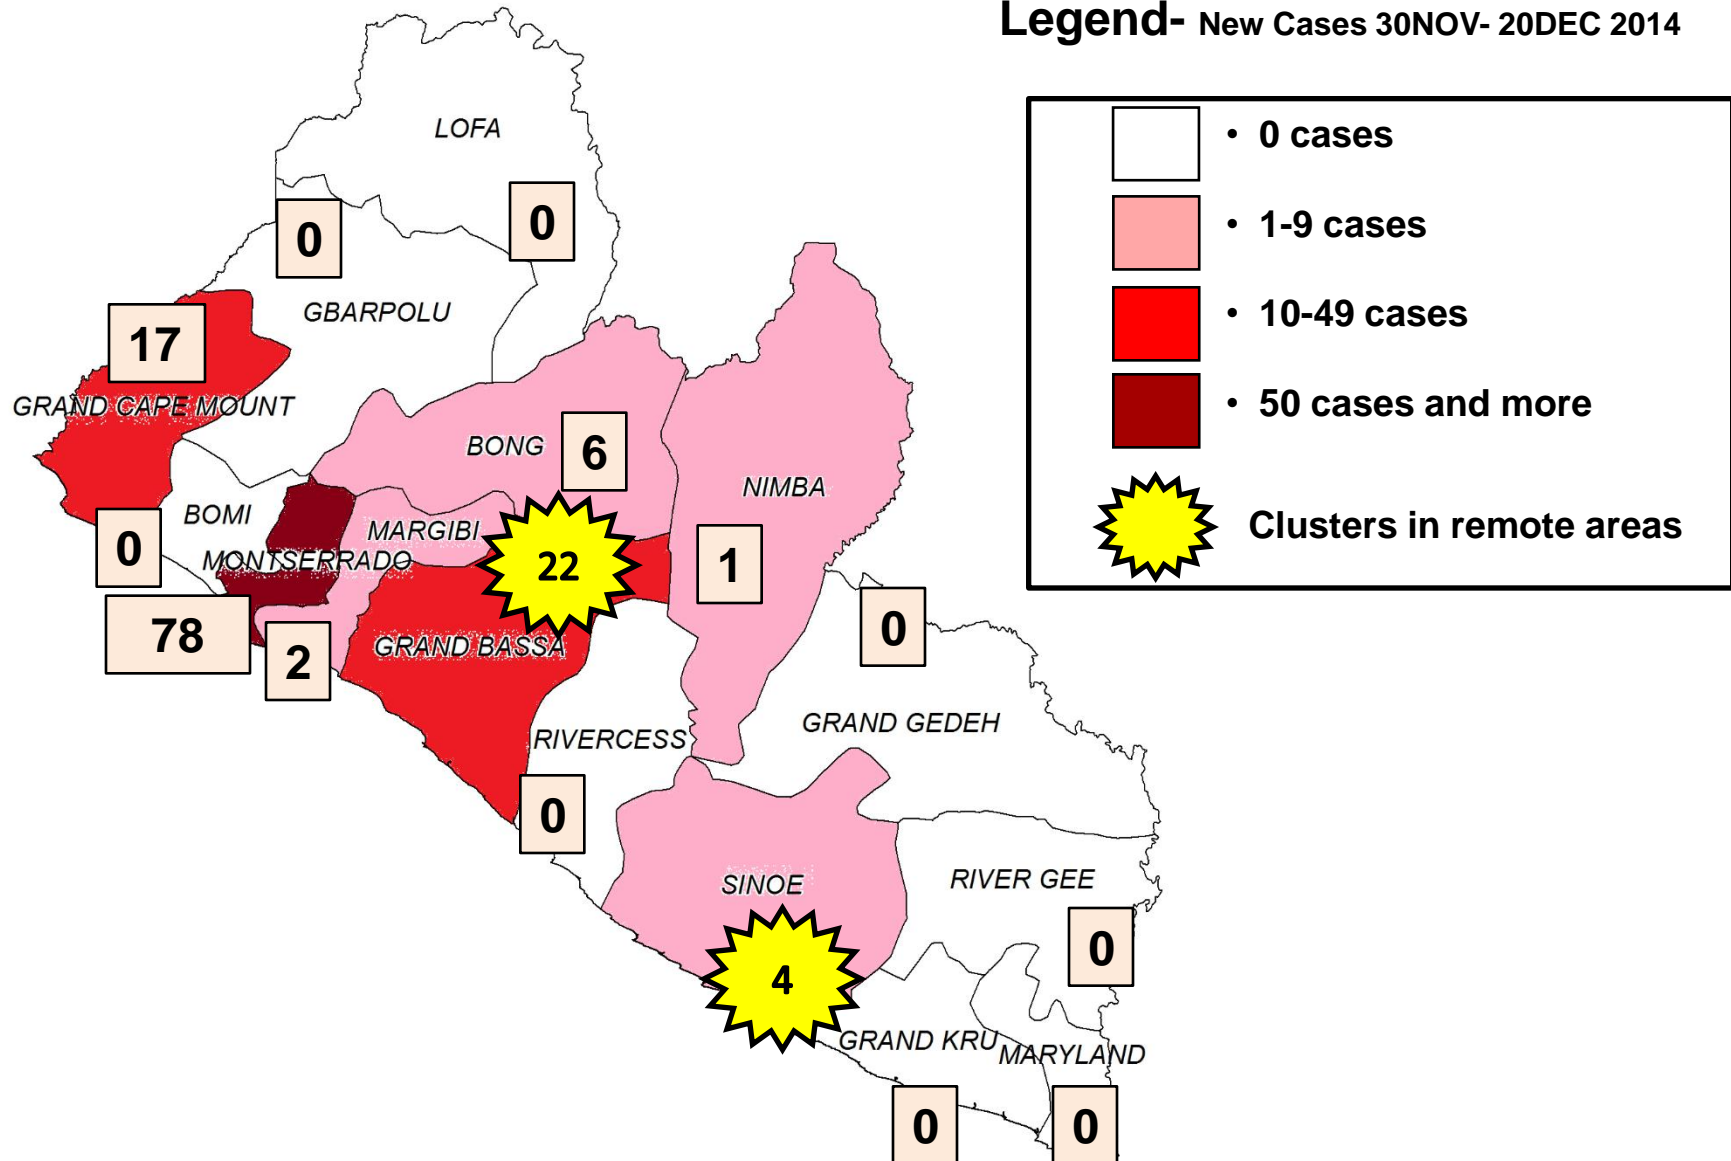 Legend- New Cases 30NOV- 20DEC 2014
• 0 cases
• 1-9 cases
• 10-49 cases
• 50 cases and more
Clusters in remote areas
LOFA
0
0
GBARPOLU
17
GRAND CAPE MOUNT
BONG
6
NIMBA
BOMI
MARGIBI
0
MONTSERRADO
22
1
78
2
GRAND BASSA
0
RIVERCESS
GRAND GEDEH
0
SINOE
RIVER GEE
0
4
GRAND KRU
MARYLAND
0
0